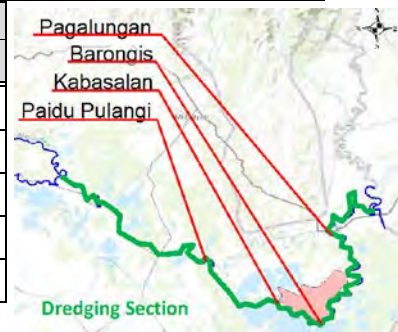 Pagalungan
Barongis
Kabasalan
Paidu Pulangi
Dredging Section